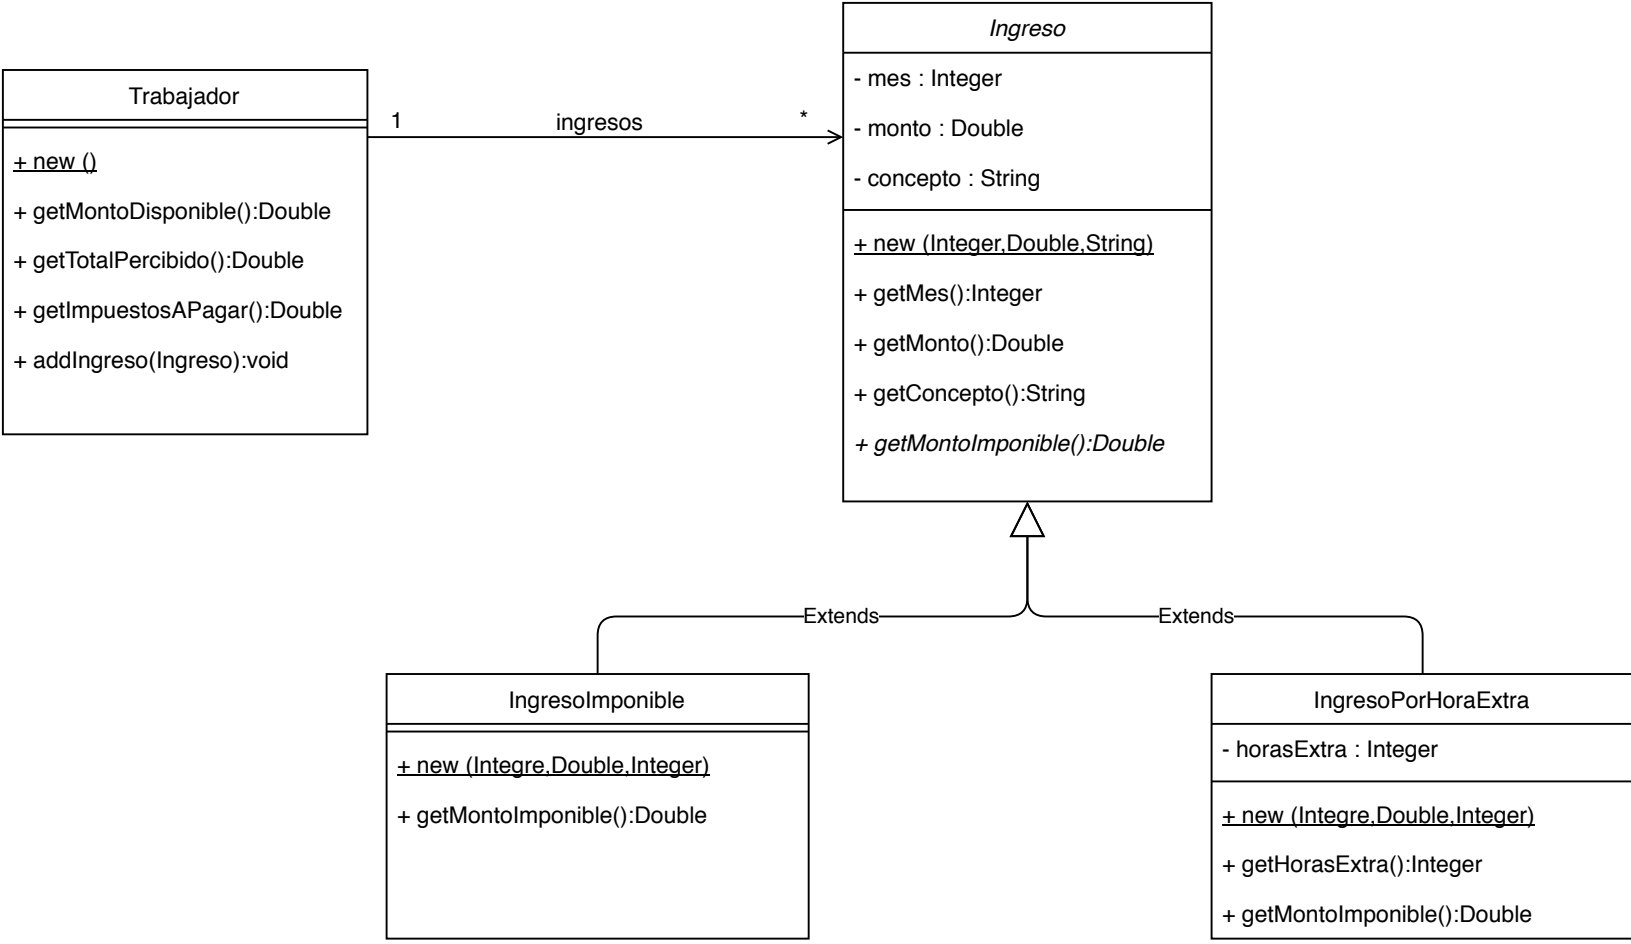 Trabajador
+ new ()
+ getMontoDisponible():Double
+ getTotalPercibido():Double
+ getImpuestosAPagar():Double
+ addIngreso(Ingreso):void
1
ingresos
*
Ingreso
- mes : Integer
- monto : Double
- concepto : String
+ new (Integer,Double,String)
+ getMes():Integer
+ getMonto():Double
+ getConcepto():String
+ getMontoImponible():Double
Extends
Extends
IngresoImponible
+ new (Integre,Double,Integer)
+ getMontoImponible():Double
IngresoPorHoraExtra
- horasExtra : Integer
+ new (Integre,Double,Integer)
+ getHorasExtra():Integer
+ getMontoImponible():Double